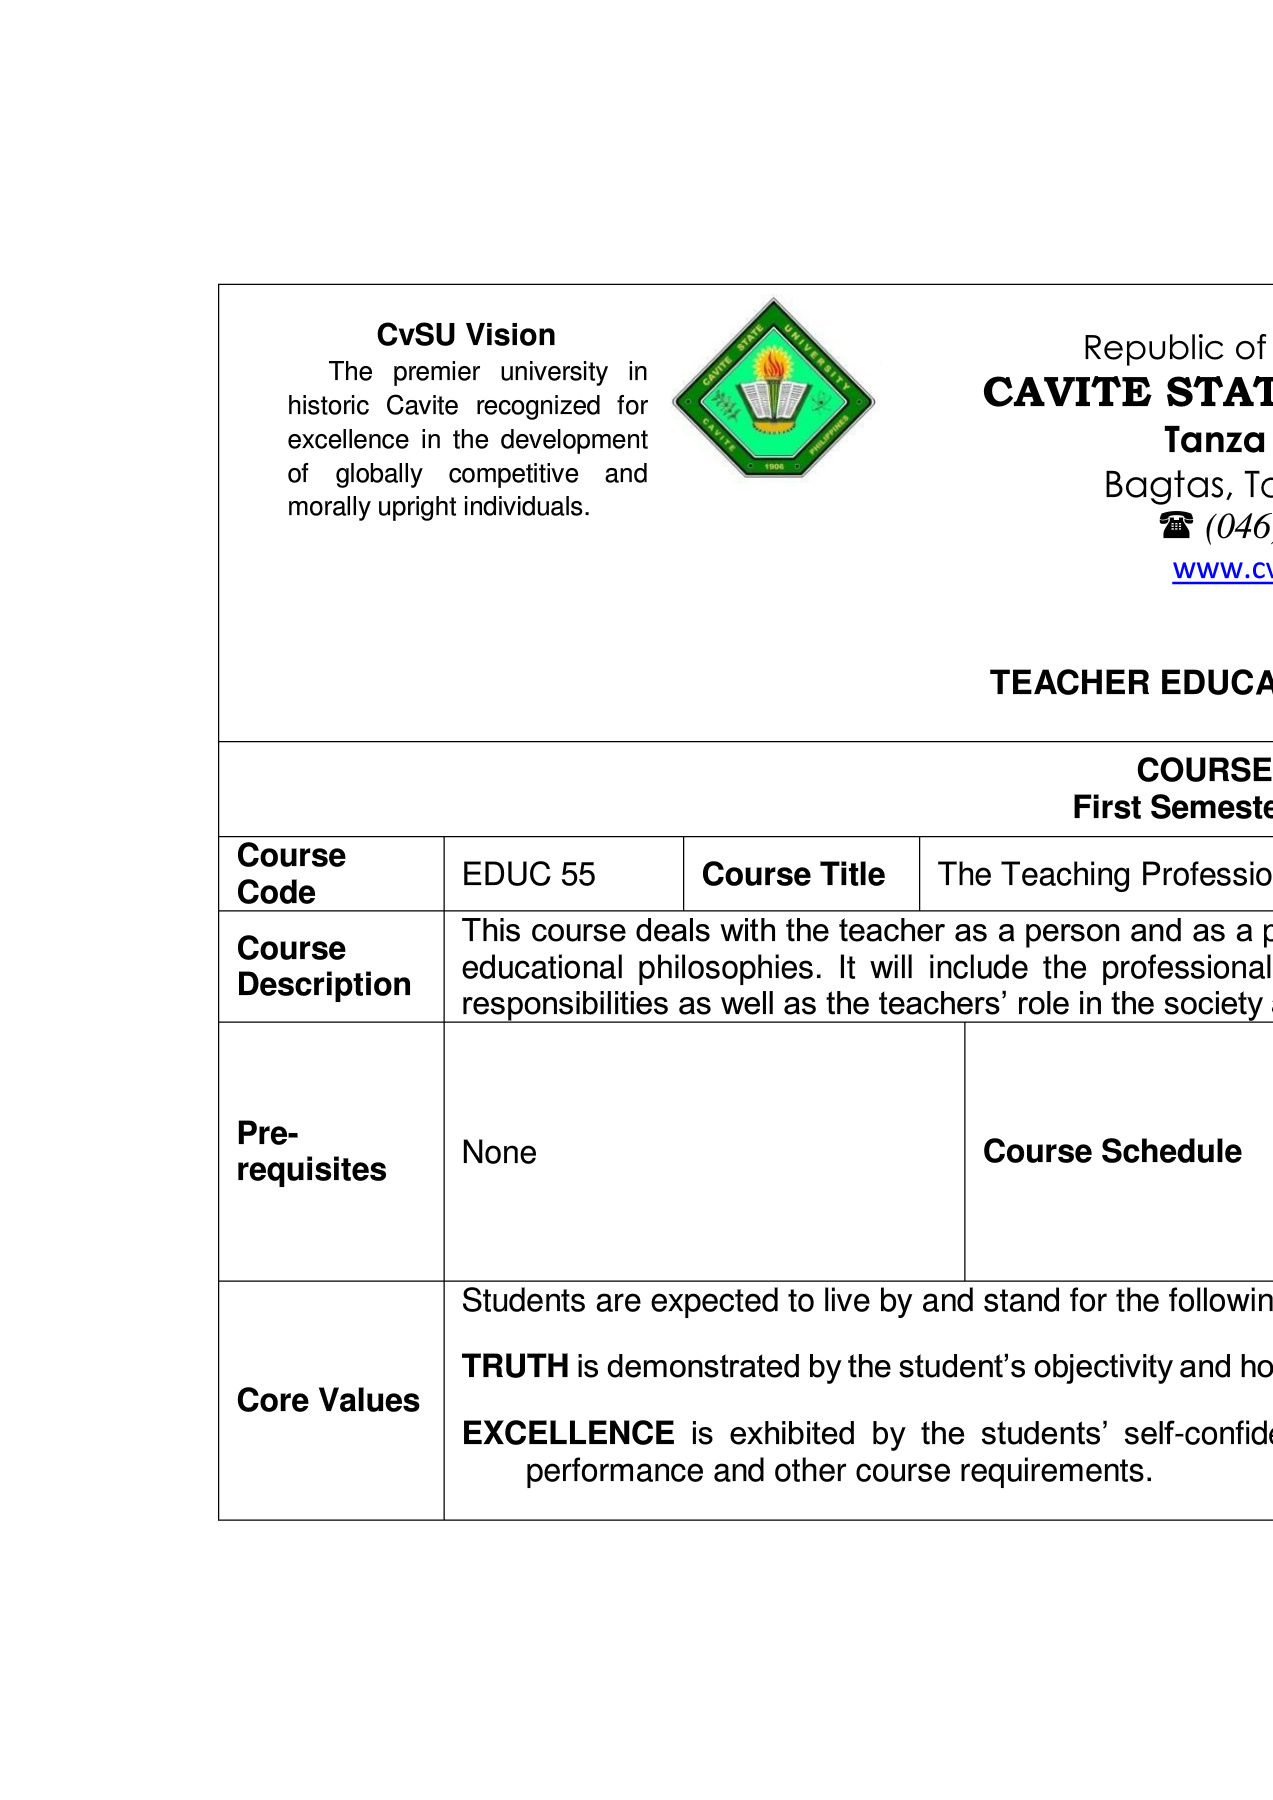 CvSU Vision
The premier university in
historic Cavite recognized for
excellence in the development
of globally competitive and
morally upright individuals.
CAVITE STATE UNIVERSITY
CAVITE PHILIPPINES
1906
Republic of
CAVITE STAT
Tanza
Bagtas, Ta
☎ (046)
www.cv
TEACHER EDUCA
COURSE
First Semeste
Course
Code
EDUC 55
Course Title
The Teaching Professio
Course
Description
This course deals with the teacher as a person and as a p
educational philosophies. It will include the professional
responsibilities as well as the teachers’ role in the society a
Pre-
requisites
None
Course Schedule
Core Values
Students are expected to live by and stand for the followin
TRUTH is demonstrated by the student’s objectivity and ho
EXCELLENCE is exhibited by the students’ self-confide
performance and other course requirements.